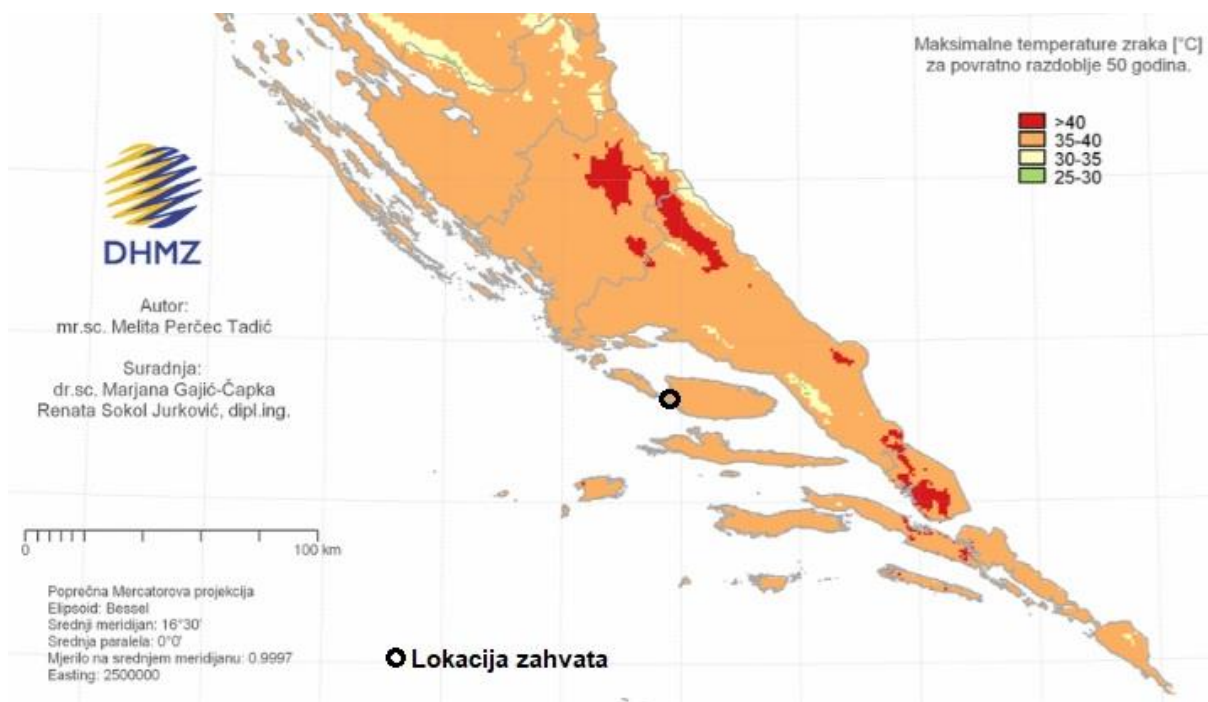 Maksimalne temperature zraka [°C]
za povratno razdoblje 50 godina.
>40
35-40
30-35
25-30
DHMZ
Autor:
mr.sc. Melita Perčec Tadić
Suradnja:
dr.sc. Marjana Gajić-Čapka
Renata Sokol Jurković, dipl.ing.
0 100 km
Poprečna Mercatorova projekcija
Elipsoid: Bessel
Srednji meridijan: 16°30'
Srednja paralela: 0°0'
Mjerilo na srednjem meridijanu: 0.9997
Easting: 2500000
Lokacija zahvata